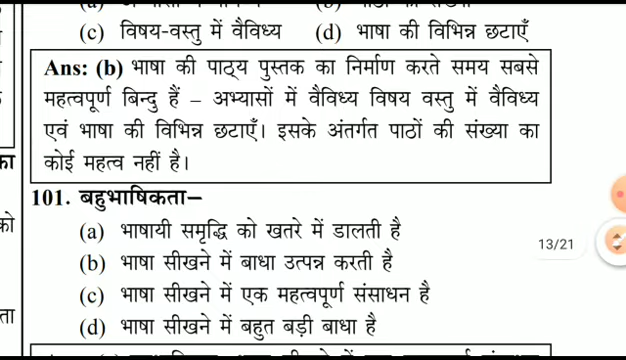 (c) विषय-वस्तु में वैविध्य (d) भाषा की विभिन्न छटाएँ
Ans: (b) भाषा की पाठ्य पुस्तक का निर्माण करते समय सबसे
महत्वपूर्ण बिन्दु हैं – अभ्यासों में वैविध्य विषय वस्तु में वैविध्य
एवं भाषा की विभिन्न छटाएँ। इसके अंतर्गत पाठों की संख्या का
कोई महत्व नहीं है।
101. बहुभाषिकता–
(a) भाषायी समृद्धि को खतरे में डालती है
(b) भाषा सीखने में बाधा उत्पन्न करती है
(c) भाषा सीखने में एक महत्वपूर्ण संसाधन है
(d) भाषा सीखने में बहुत बड़ी बाधा है
13/21
का
को
ता